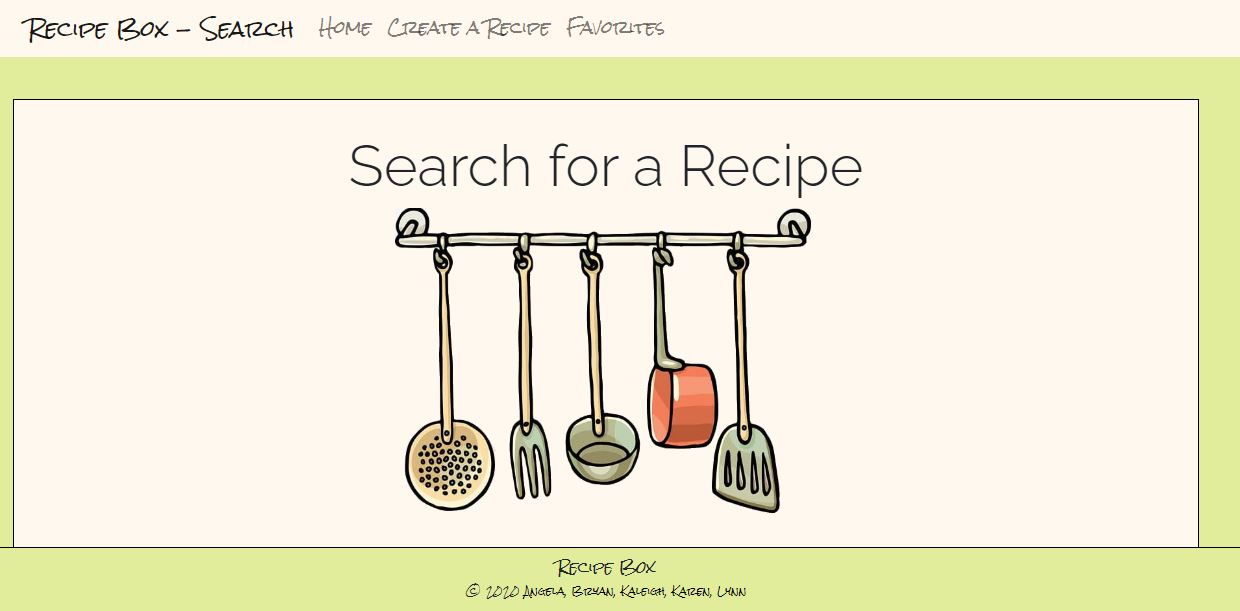 Recipe Box - Search Home Create a Recipe Favorites
Search for a Recipe
Recipe Box
© 2020 Angela, Bryan, Kaleigh, Karen, Lynn